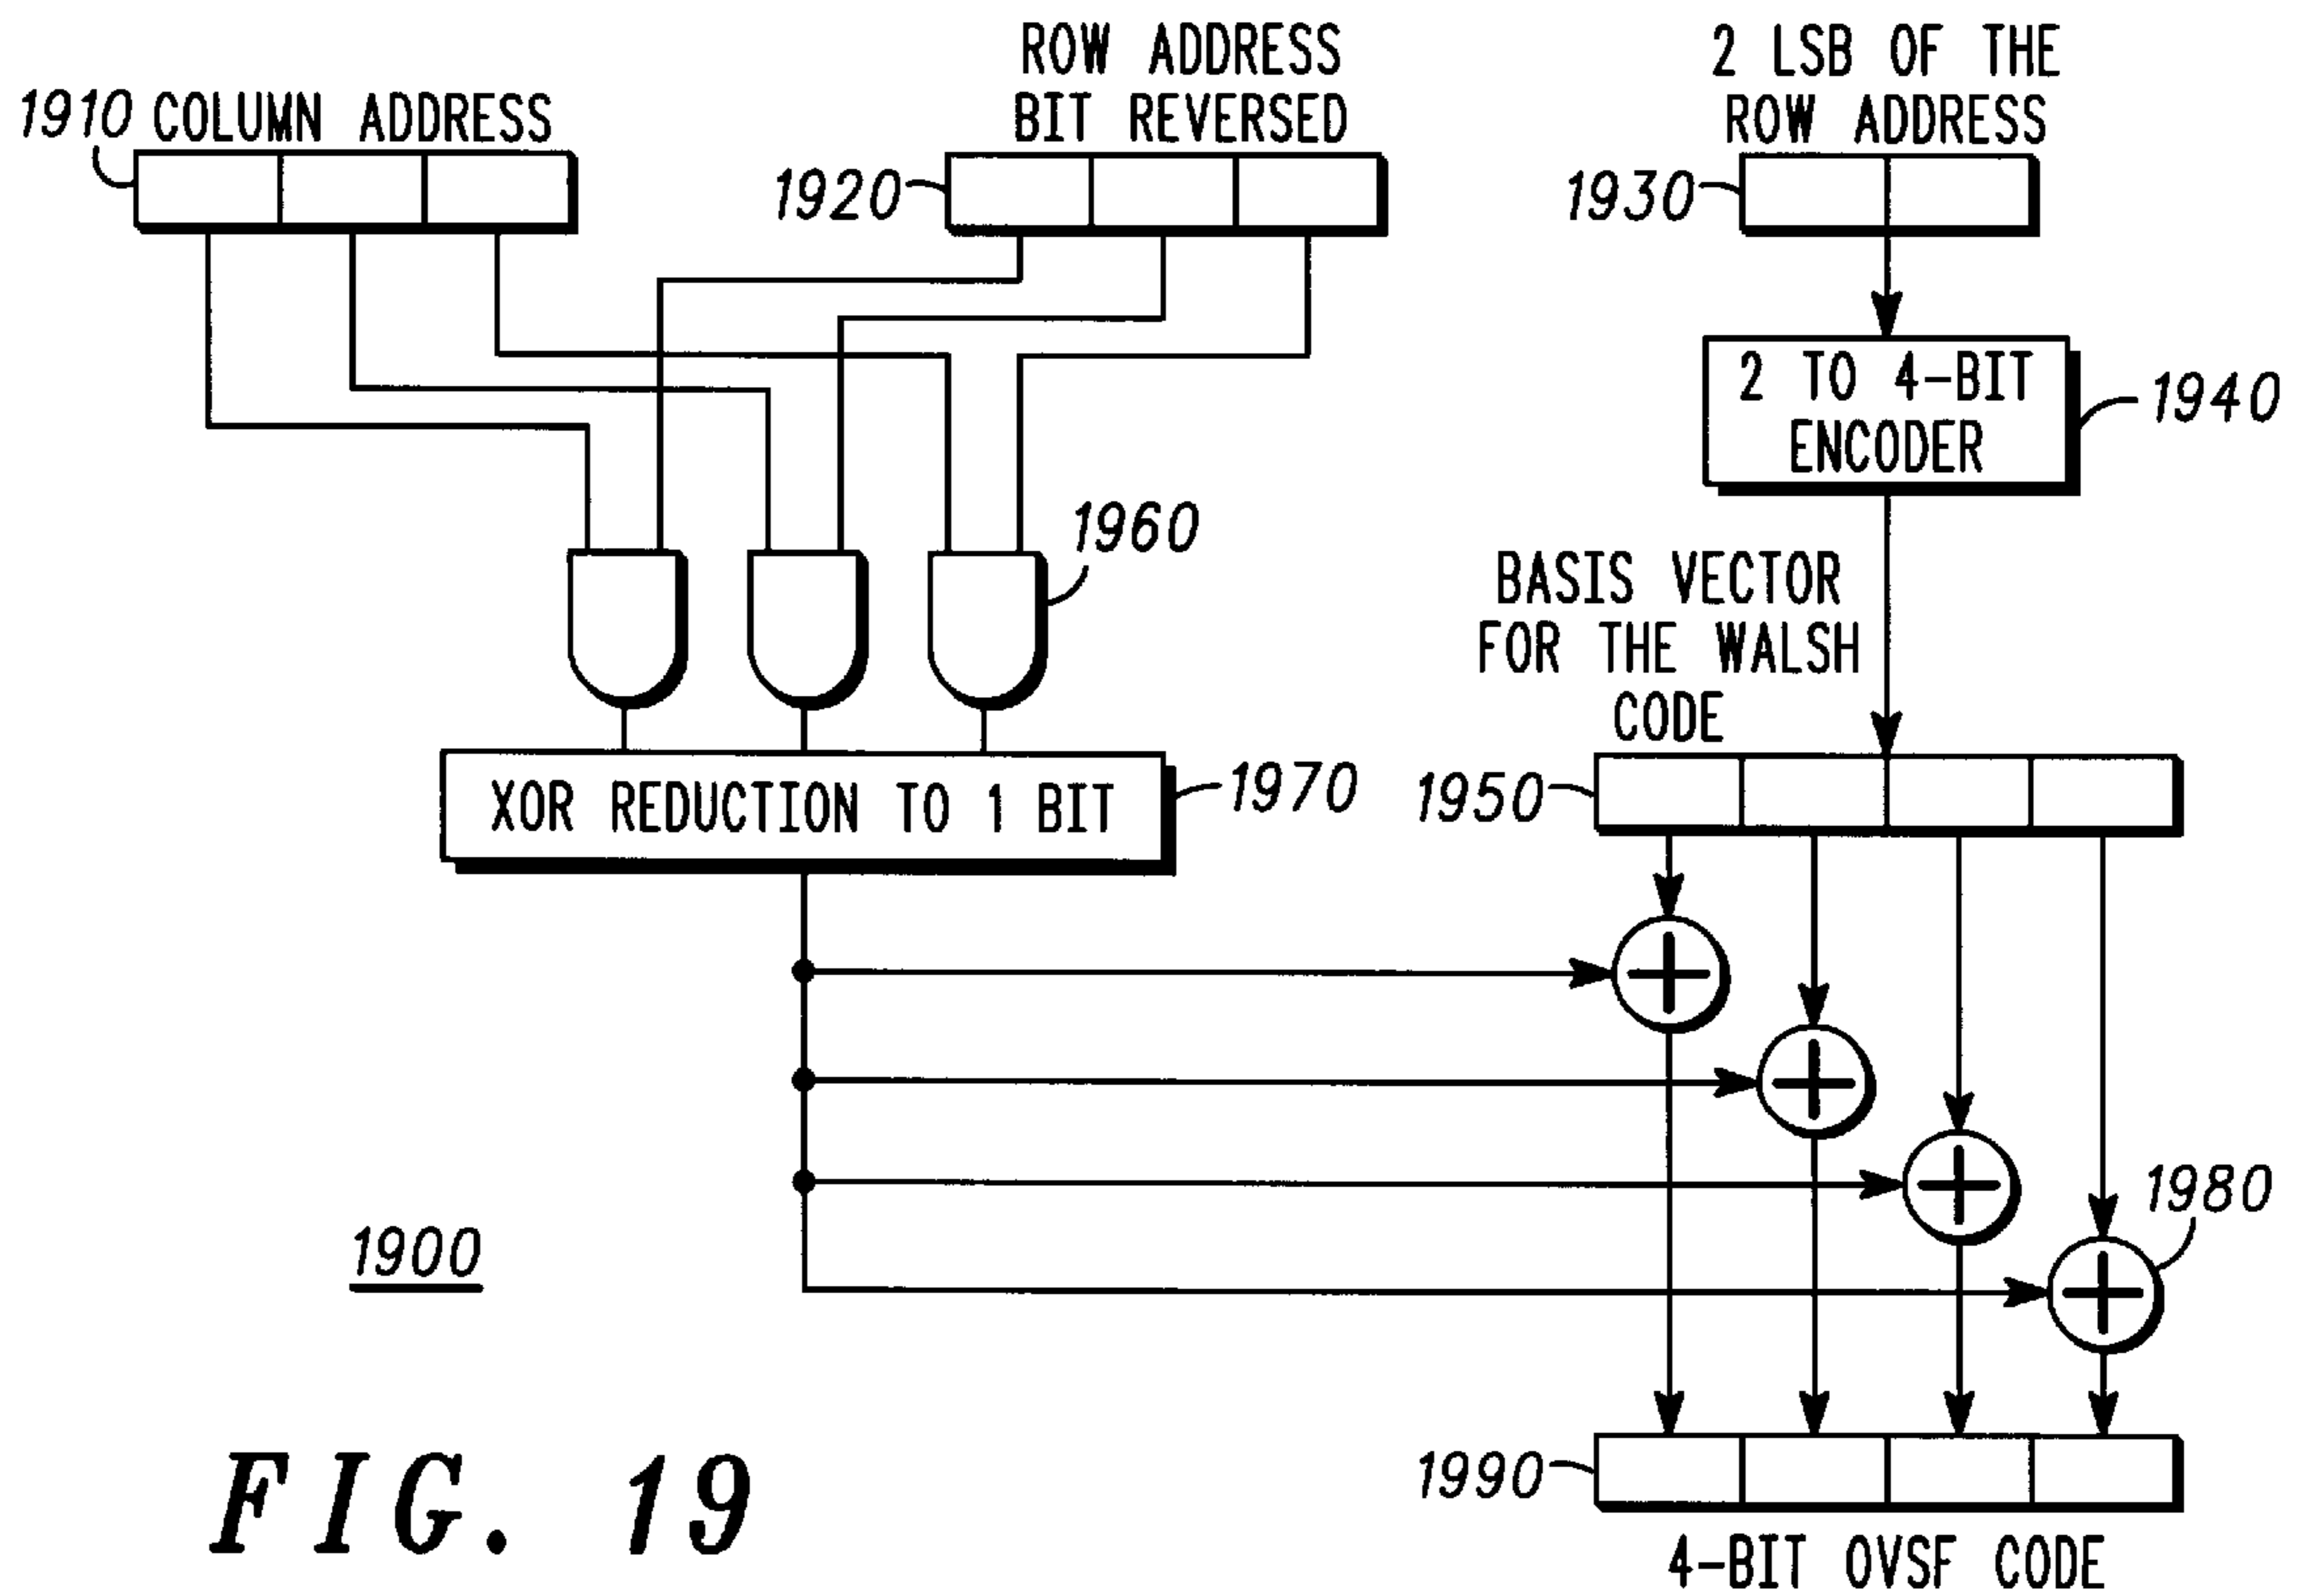 1910 COLUMN ADDRESS
ROW ADDRESS
BIT REVERSED
1920
2 LSB OF THE
ROW ADDRESS
1930
2 TO 4-BIT
ENCODER
1940
1960
BASIS VECTOR
FOR THE WALSH
CODE
XOR REDUCTION TO 1 BIT
1970
1950
1980
1900
1990
4-BIT OVSF CODE
FIG. 19